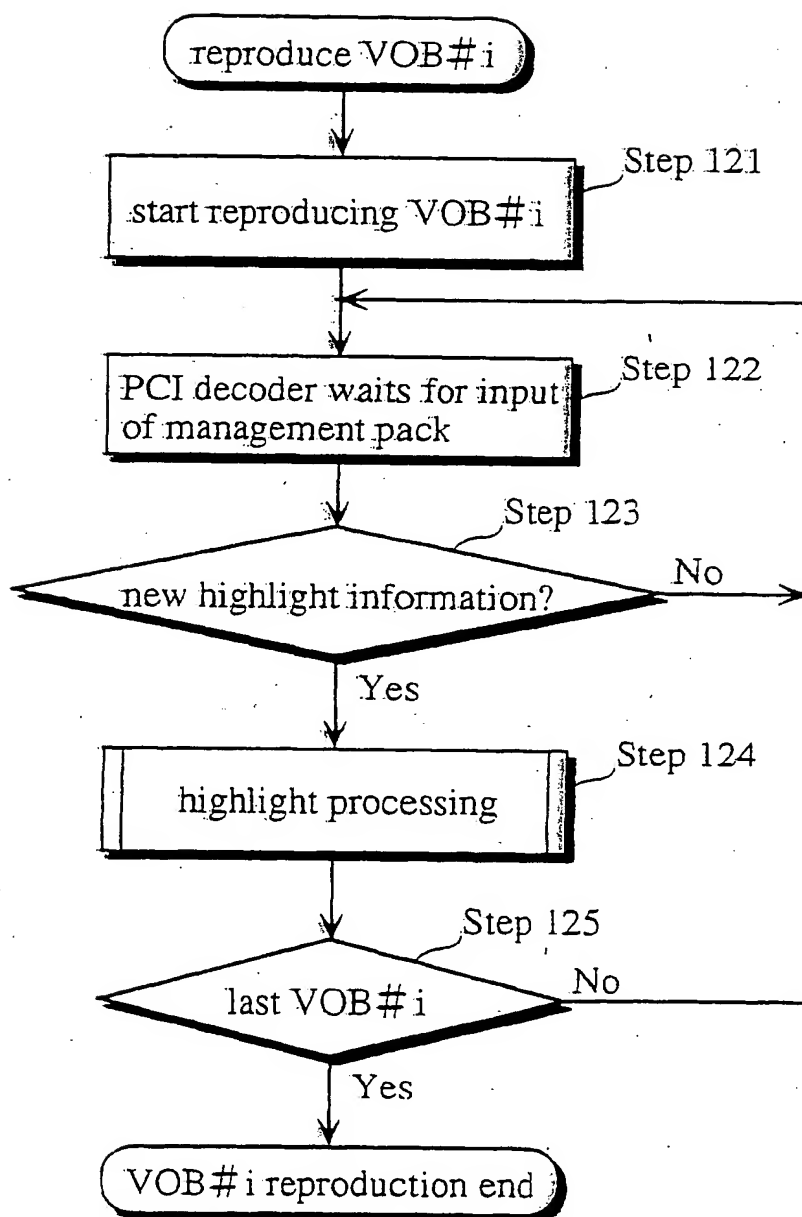 reproduce VOB#i
Step 121
start reproducing VOB#i
Step 122
PCI decoder waits for input
of management pack
Step 123
new highlight information?
No
Yes
Step 124
highlight processing
Step 125
last VOB#i
No
Yes
VOB#i reproduction end